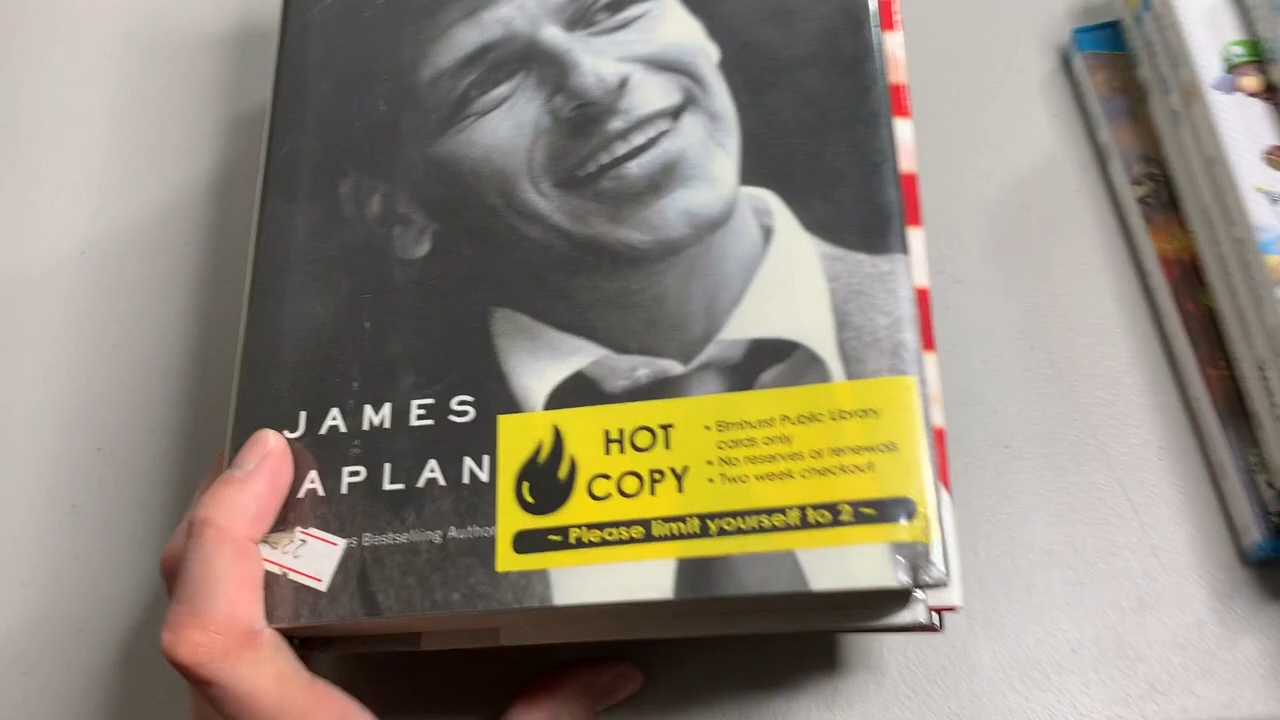 JAMES
APLAN
s Bestselling Author
HOT
COPY
• Elmhurst Public Library
cards only
• No reserves or renewals
• Two week checkout
~ Please limit yourself to 2 ~